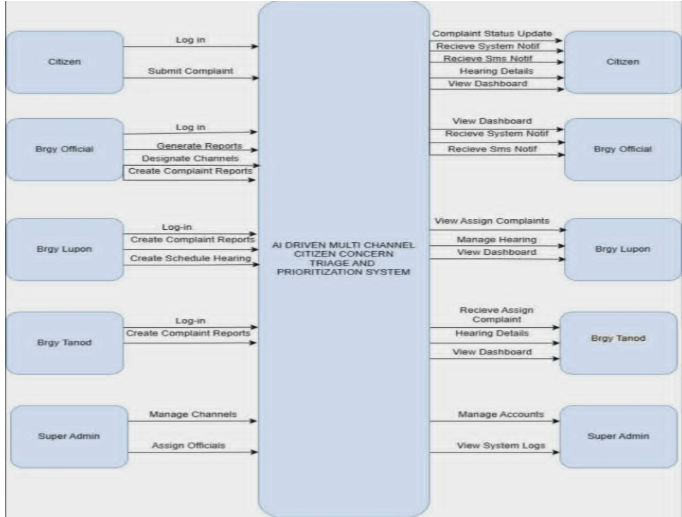 Citizen
Log in
Submit Complaint
Brgy Official
Log in
Generate Reports
Designate Channels
Create Complaint Reports
Brgy Lupon
Log-in
Create Complaint Reports
Create Schedule Hearing
Brgy Tanod
Log-in
Create Complaint Reports
Super Admin
Manage Channels
Assign Officials
AI DRIVEN MULTI CHANNEL
CITIZEN CONCERN
TRIAGE AND
PRIORITIZATION SYSTEM
Complaint Status Update
Recieve System Notif
Recieve Sms Notif
Hearing Details
View Dashboard
Citizen
View Dashboard
Recieve System Notif
Recieve Sms Notif
Brgy Official
View Assign Complaints
Manage Hearing
View Dashboard
Brgy Lupon
Recieve Assign
Complaint
Hearing Details
View Dashboard
Brgy Tanod
Manage Accounts
View System Logs
Super Admin